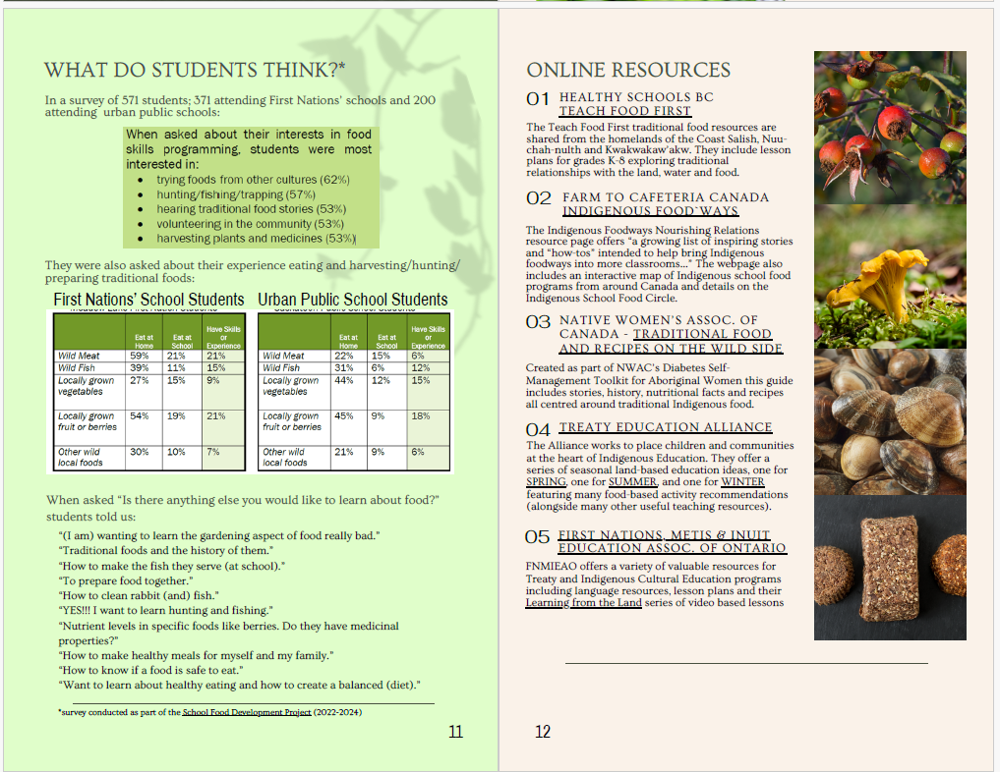 WHAT DO STUDENTS THINK?*
In a survey of 571 students; 371 attending First Nations' schools and 200
attending urban public schools:
When asked about their interests in food
skills programming, students were most
interested in:
• trying foods from other cultures (62%)
• hunting/fishing/trapping (57%)
• hearing traditional food stories (53%)
• volunteering in the community (53%)
• harvesting plants and medicines (53%)
They were also asked about their experience eating and harvesting/hunting/
preparing traditional foods:
First Nations' School Students
Eat at Home Eat at School Have Skills or Experience
Wild Meat 59% 21% 21%
Wild Fish 39% 11% 15%
Locally grown vegetables 27% 15% 9%
Locally grown fruit or berries 54% 19% 21%
Other wild local foods 30% 10% 7%
Urban Public School Students
Eat at Home Eat at School Have Skills or Experience
Wild Meat 22% 15% 6%
Wild Fish 31% 6% 12%
Locally grown vegetables 44% 12% 15%
Locally grown fruit or berries 45% 9% 18%
Other wild local foods 21% 9% 6%
When asked "Is there anything else you would like to learn about food?"
students told us:
"(I am) wanting to learn the gardening aspect of food really bad."
"Traditional foods and the history of them."
"How to make the fish they serve (at school)."
"To prepare food together."
"How to clean rabbit (and) fish."
"YES!!! I want to learn hunting and fishing."
"Nutrient levels in specific foods like berries. Do they have medicinal
properties?"
"How to make healthy meals for myself and my family."
"How to know if a food is safe to eat."
"Want to learn about healthy eating and how to create a balanced (diet)."
*survey conducted as part of the School Food Development Project (2022-2024)
11
ONLINE RESOURCES
01 HEALTHY SCHOOLS BC
TEACH FOOD FIRST
The Teach Food First traditional food resources are
shared from the homelands of the Coast Salish, Nuu-
chah-nulth and Kwakwakaw'akw. They include lesson
plans for grades K-8 exploring traditional
relationships with the land, water and food.
02 FARM TO CAFETERIA CANADA
INDIGENOUS FOOD WAYS
The Indigenous Foodways Nourishing Relations
resource page offers "a growing list of inspiring stories
and "how-tos" intended to help bring Indigenous
foodways into more classrooms..." The webpage also
includes an interactive map of Indigenous school food
programs from around Canada and details on the
Indigenous School Food Circle.
03 NATIVE WOMEN'S ASSOC. OF
CANADA - TRADITIONAL FOOD
AND RECIPES ON THE WILD SIDE
Created as part of NWAC's Diabetes Self-
Management Toolkit for Aboriginal Women this guide
includes stories, history, nutritional facts and recipes
all centred around traditional Indigenous food.
04 TREATY EDUCATION ALLIANCE
The Alliance works to place children and communities
at the heart of Indigenous Education. They offer a
series of seasonal land-based education ideas, one for
SPRING, one for SUMMER, and one for WINTER
featuring many food-based activity recommendations
(alongside many other useful teaching resources).
05 FIRST NATIONS, METIS & INUIT
EDUCATION ASSOC. OF ONTARIO
FNMIEAO offers a variety of valuable resources for
Treaty and Indigenous Cultural Education programs
including language resources, lesson plans and their
Learning from the Land series of video based lessons
12